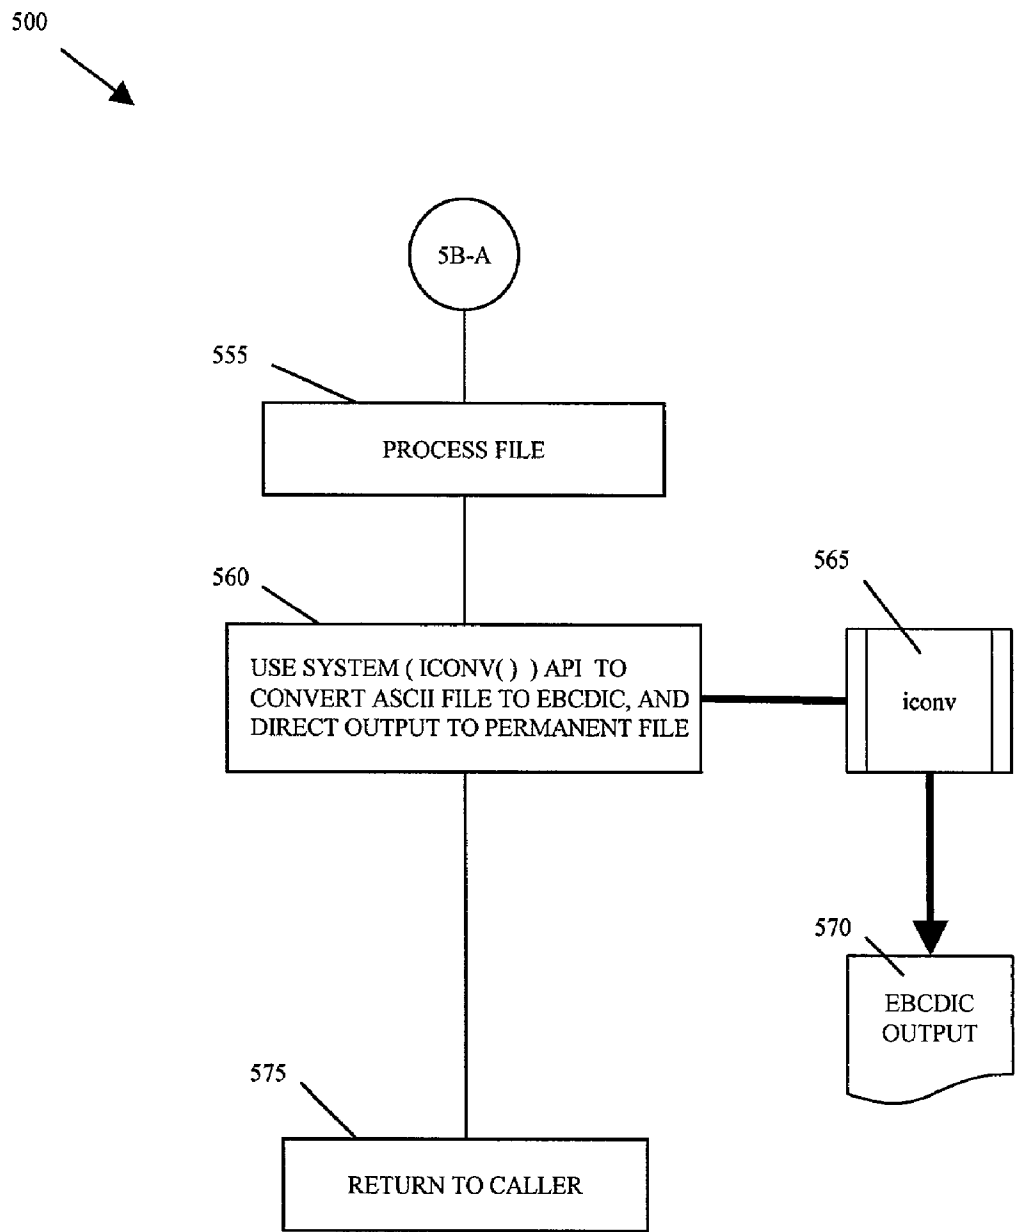 500
5B-A
555
PROCESS FILE
560
565
USE SYSTEM ( ICONV( ) ) API TO
CONVERT ASCII FILE TO EBCDIC, AND
DIRECT OUTPUT TO PERMANENT FILE
iconv
570
EBCDIC
OUTPUT
575
RETURN TO CALLER